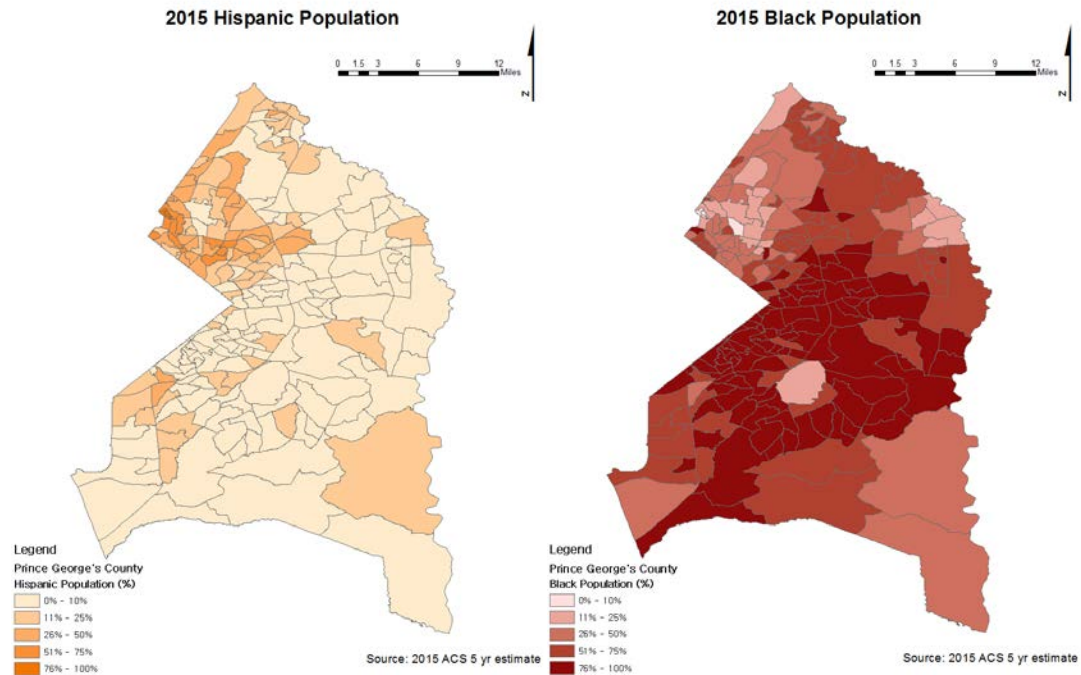 2015 Hispanic Population
0 1.5 3 6 9 12
Miles
N
Legend
Prince George's County
Hispanic Population (%)
0% - 10%
11% - 25%
26% - 50%
51% - 75%
76% - 100%
Source: 2015 ACS 5 yr estimate
2015 Black Population
0 1.5 3 6 9 12
Miles
N
Legend
Prince George's County
Black Population (%)
0% - 10%
11% - 25%
26% - 50%
51% - 75%
76% - 100%
Source: 2015 ACS 5 yr estimate